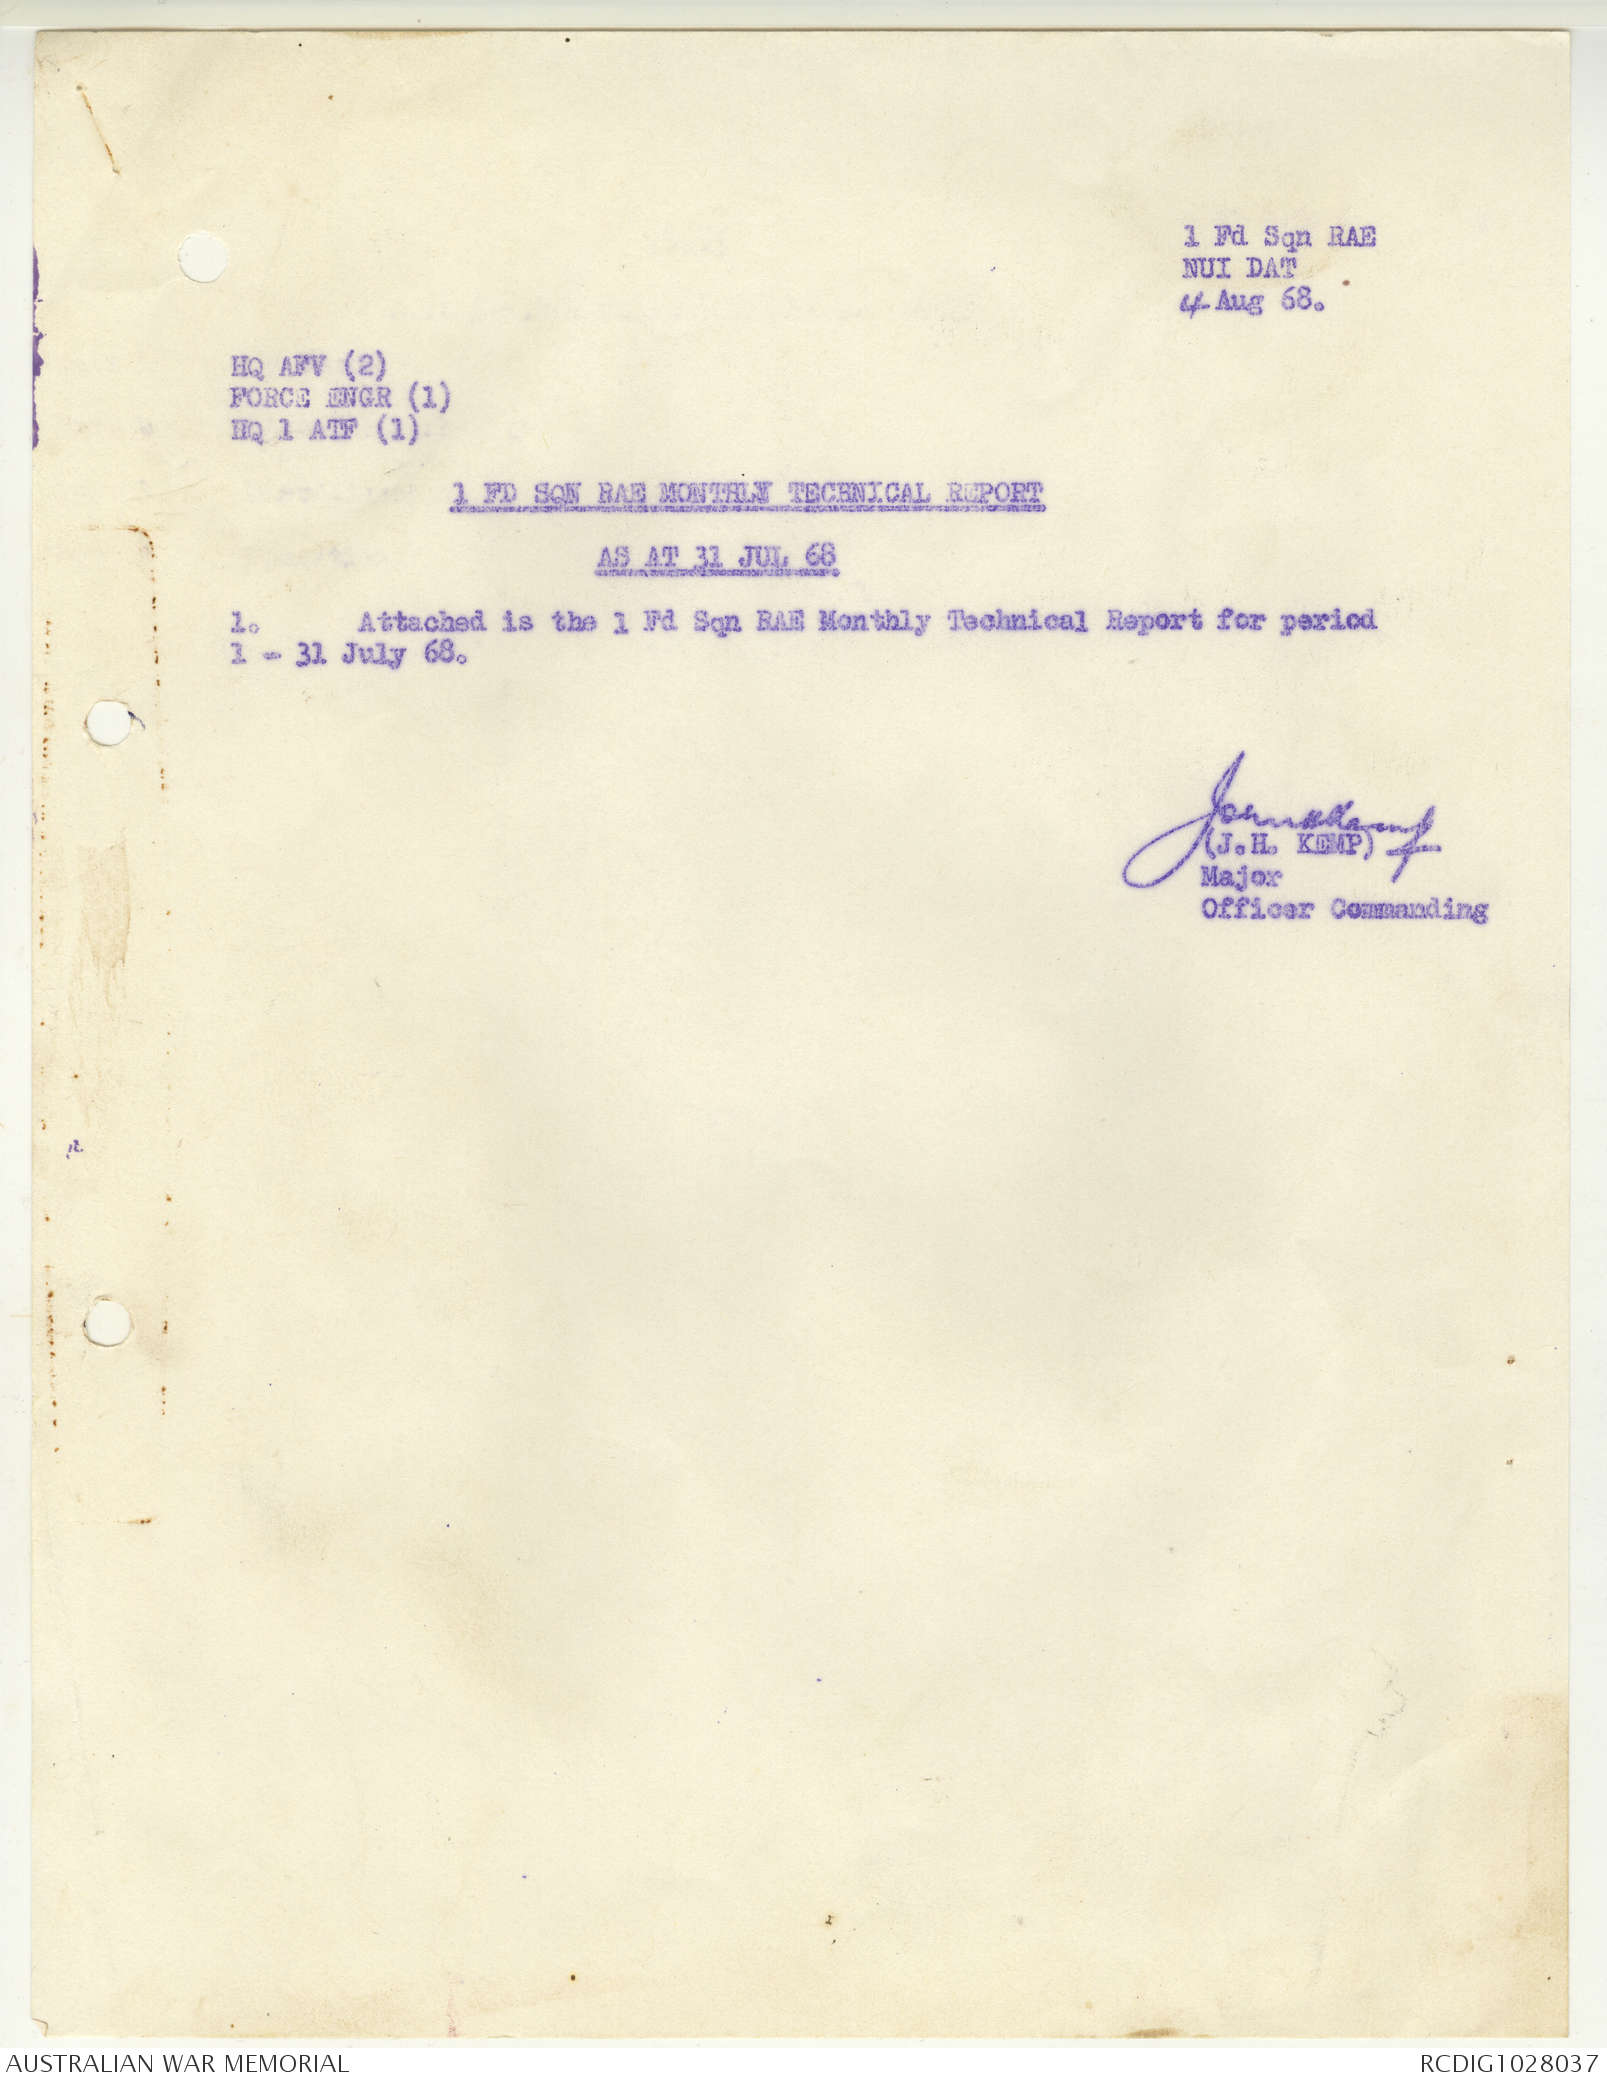 1 Fd Sqn RAE
NUI DAT
4 Aug 68.
HQ AFV (2)
FORCE ENGR (1)
HQ 1 ATF (1)
1 FD SQN RAE MONTHLY TECHNICAL REPORT
AS AT 31 JUL 68
1. Attached is the 1 Fd Sqn RAE Monthly Technical Report for period
1 - 31 July 68.
(J.H. KEMP)
Major
Officer Commanding
AUSTRALIAN WAR MEMORIAL
RCDIG1028037